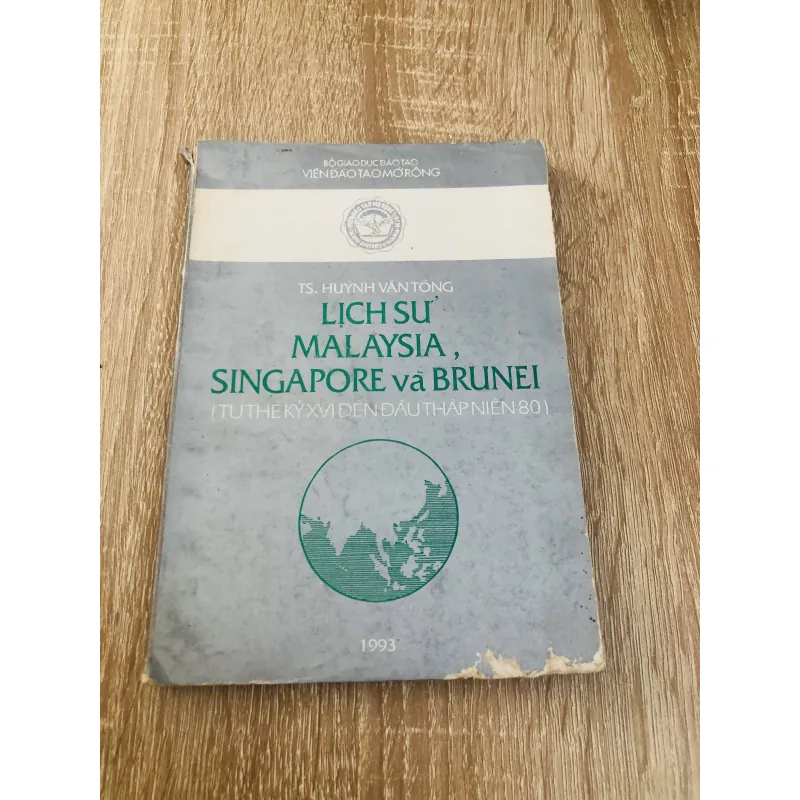 BỘ GIÁO DỤC ĐÀO TẠO
VIỆN ĐÀO TẠO MỞ RỘNG
TS. HUỲNH VĂN TÒNG
LỊCH SỬ
MALAYSIA,
SINGAPORE và BRUNEI
(TỪ THẾ KỶ XVI ĐẾN ĐẦU THẬP NIÊN 80)
1993